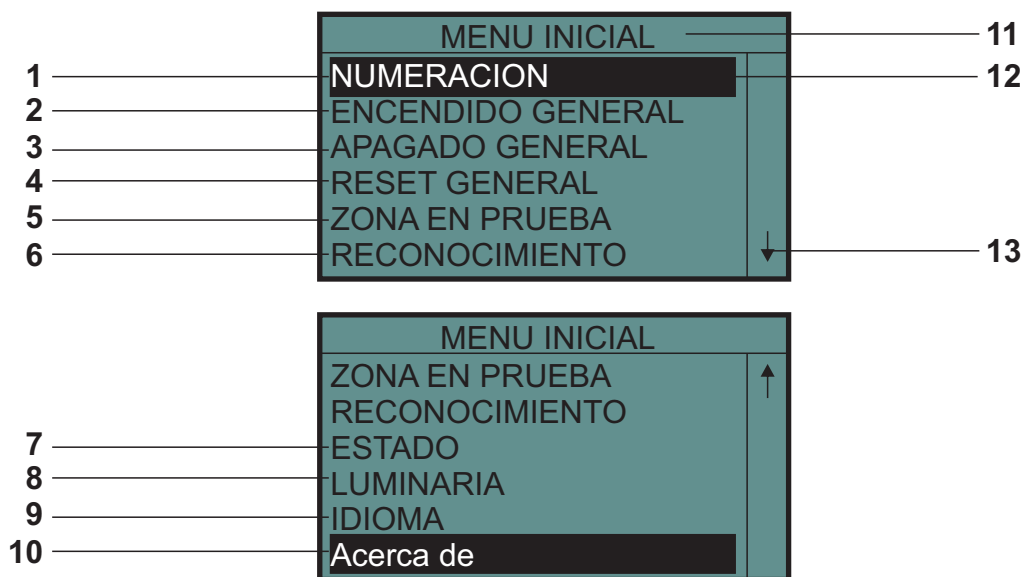 MENU INICIAL 11
1 NUMERACION 12
2 ENCENDIDO GENERAL
3 APAGADO GENERAL
4 RESET GENERAL
5 ZONA EN PRUEBA
6 RECONOCIMIENTO 13
MENU INICIAL
ZONA EN PRUEBA
RECONOCIMIENTO
7 ESTADO
8 LUMINARIA
9 IDIOMA
10 Acerca de